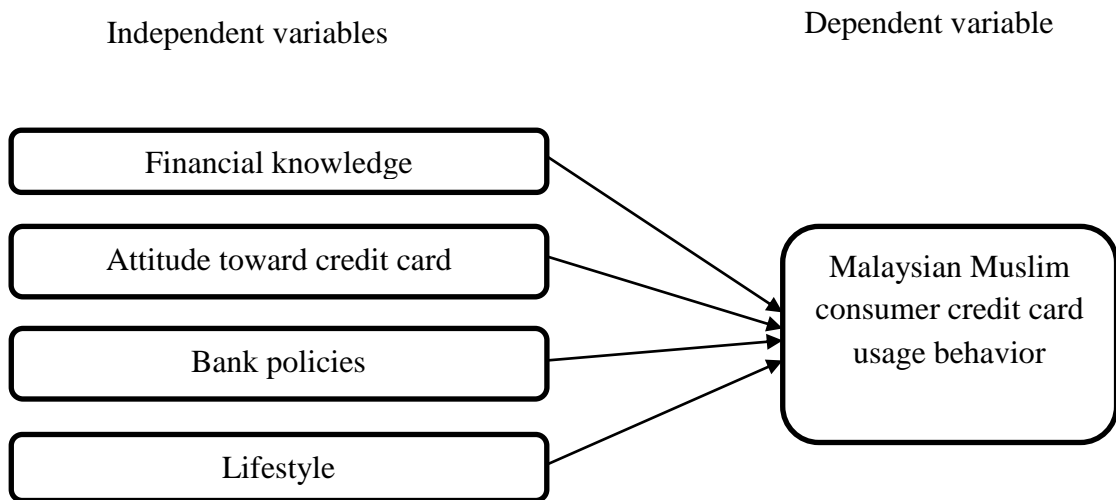 Independent variables
Dependent variable
Financial knowledge
Attitude toward credit card
Bank policies
Lifestyle
Malaysian Muslim
consumer credit card
usage behavior